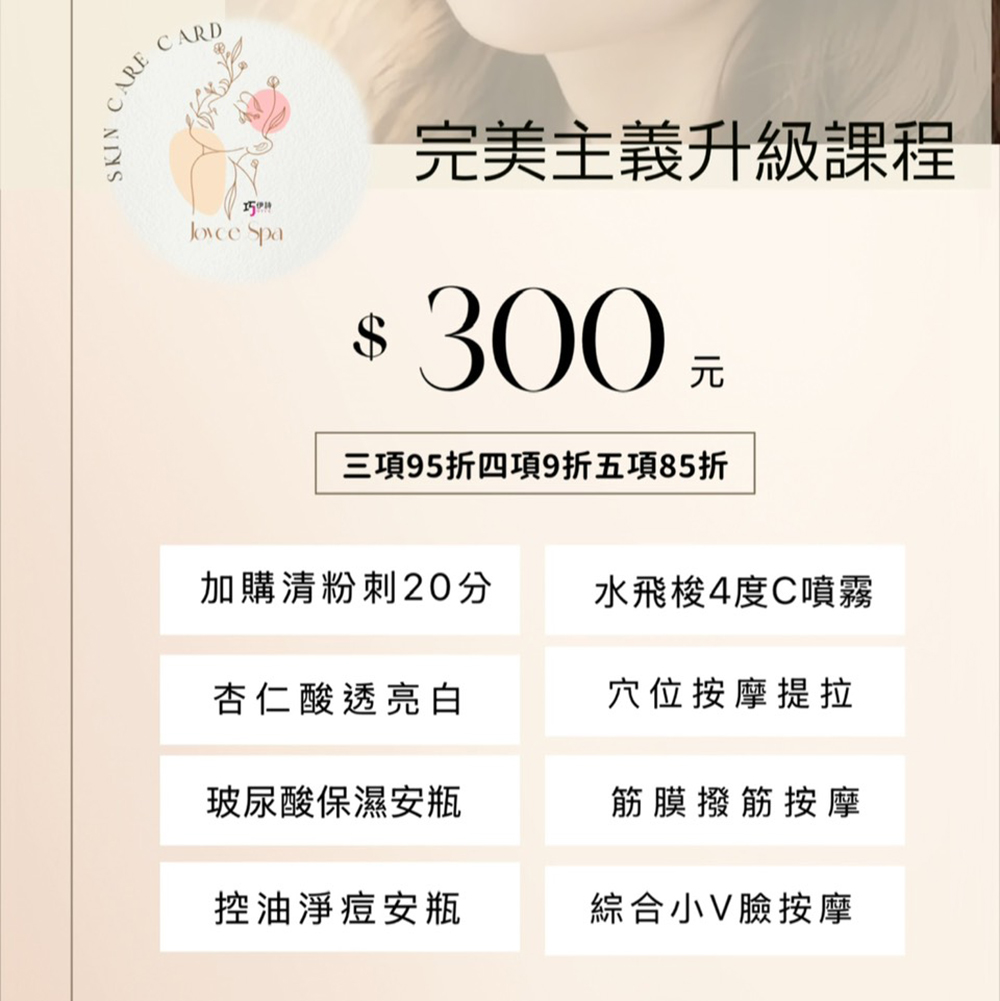 SKIN CARE CARD
巧伊詩
Joyce Spa
完美主義升級課程
$ 300 元
三項95折四項9折五項85折
加購清粉刺20分
水飛梭4度C噴霧
杏仁酸透亮白
穴位按摩提拉
玻尿酸保濕安瓶
筋膜撥筋按摩
控油淨痘安瓶
綜合小V臉按摩